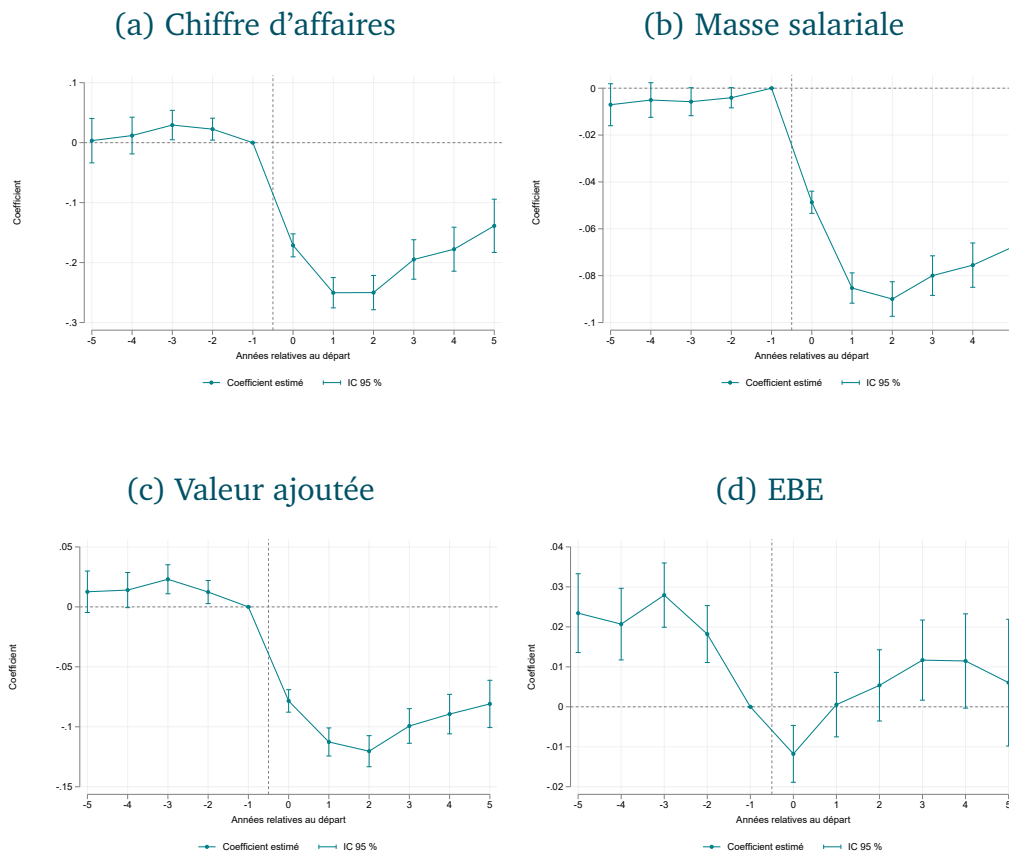 (a) Chiffre d’affaires
.1
0
-.1
-.2
-.3
Coefficient
-5 -4 -3 -2 -1 0 1 2 3 4 5
Années relatives au départ
Coefficient estimé IC 95 %
(b) Masse salariale
0
-.02
-.04
-.06
-.08
-.1
Coefficient
-5 -4 -3 -2 -1 0 1 2 3 4
Années relatives au départ
Coefficient estimé IC 95 %
(c) Valeur ajoutée
.05
0
-.05
-.1
-.15
Coefficient
-5 -4 -3 -2 -1 0 1 2 3 4 5
Années relatives au départ
Coefficient estimé IC 95 %
(d) EBE
.04
.03
.02
.01
0
-.01
-.02
Coefficient
-5 -4 -3 -2 -1 0 1 2 3 4 5
Années relatives au départ
Coefficient estimé IC 95 %